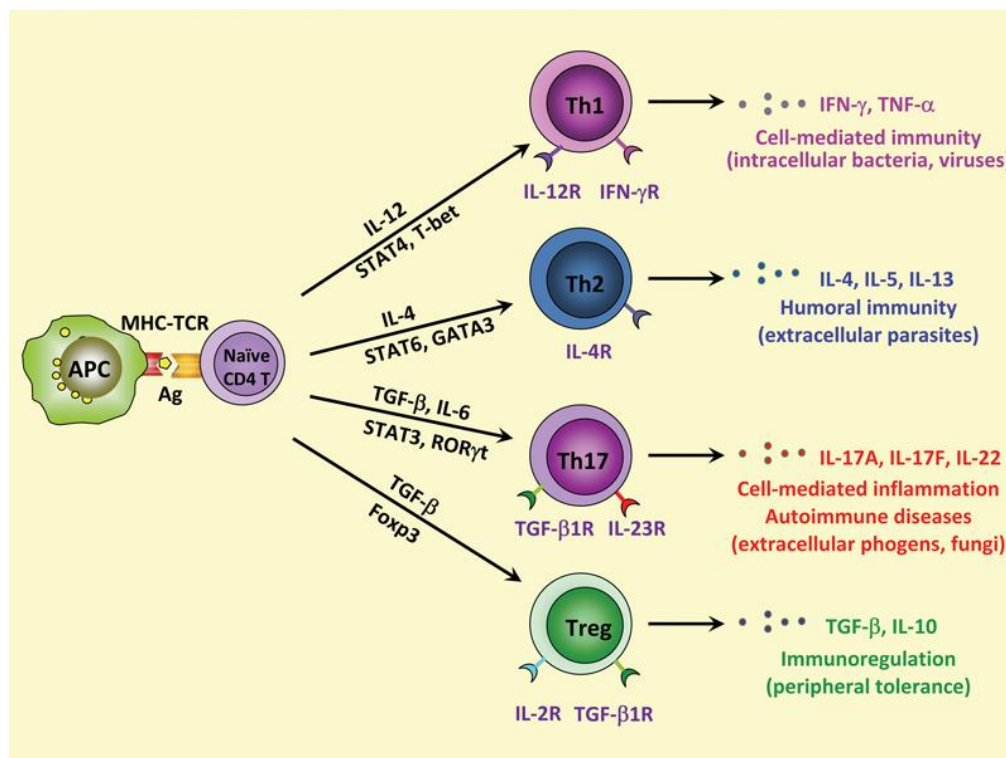 Th1
IFN-γ, TNF-α
Cell-mediated immunity
(intracellular bacteria, viruses)
IL-12R IFN-γR
IL-12
STAT4, T-bet
Th2
IL-4, IL-5, IL-13
Humoral immunity
(extracellular parasites)
IL-4R
IL-4
STAT6, GATA3
MHC-TCR
APC
Naïve
CD4 T
Ag
TGF-β, IL-6
STAT3, RORγt
Th17
IL-17A, IL-17F, IL-22
Cell-mediated inflammation
Autoimmune diseases
(extracellular phogens, fungi)
TGF-β1R IL-23R
TGF-β
Foxp3
Treg
TGF-β, IL-10
Immunoregulation
(peripheral tolerance)
IL-2R TGF-β1R